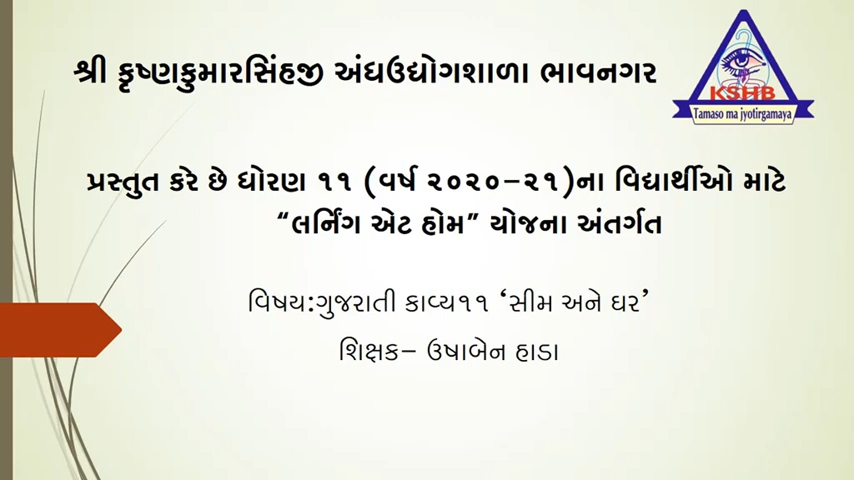 શ્રી કૃષ્ણકુમારસિંહજી અંધઉદ્યોગશાળા ભાવનગર
KSHB
Tamaso ma jyotirgamaya
પ્રસ્તુત કરે છે ધોરણ ૧૧ (વર્ષ ૨૦૨૦-૨૧)ના વિદ્યાર્થીઓ માટે
“લર્નિંગ એટ હોમ” યોજના અંતર્ગત
વિષય:ગુજરાતી કાવ્ય૧૧ ‘સીમ અને ઘર’
શિક્ષક- ઉષાબેન હાડા